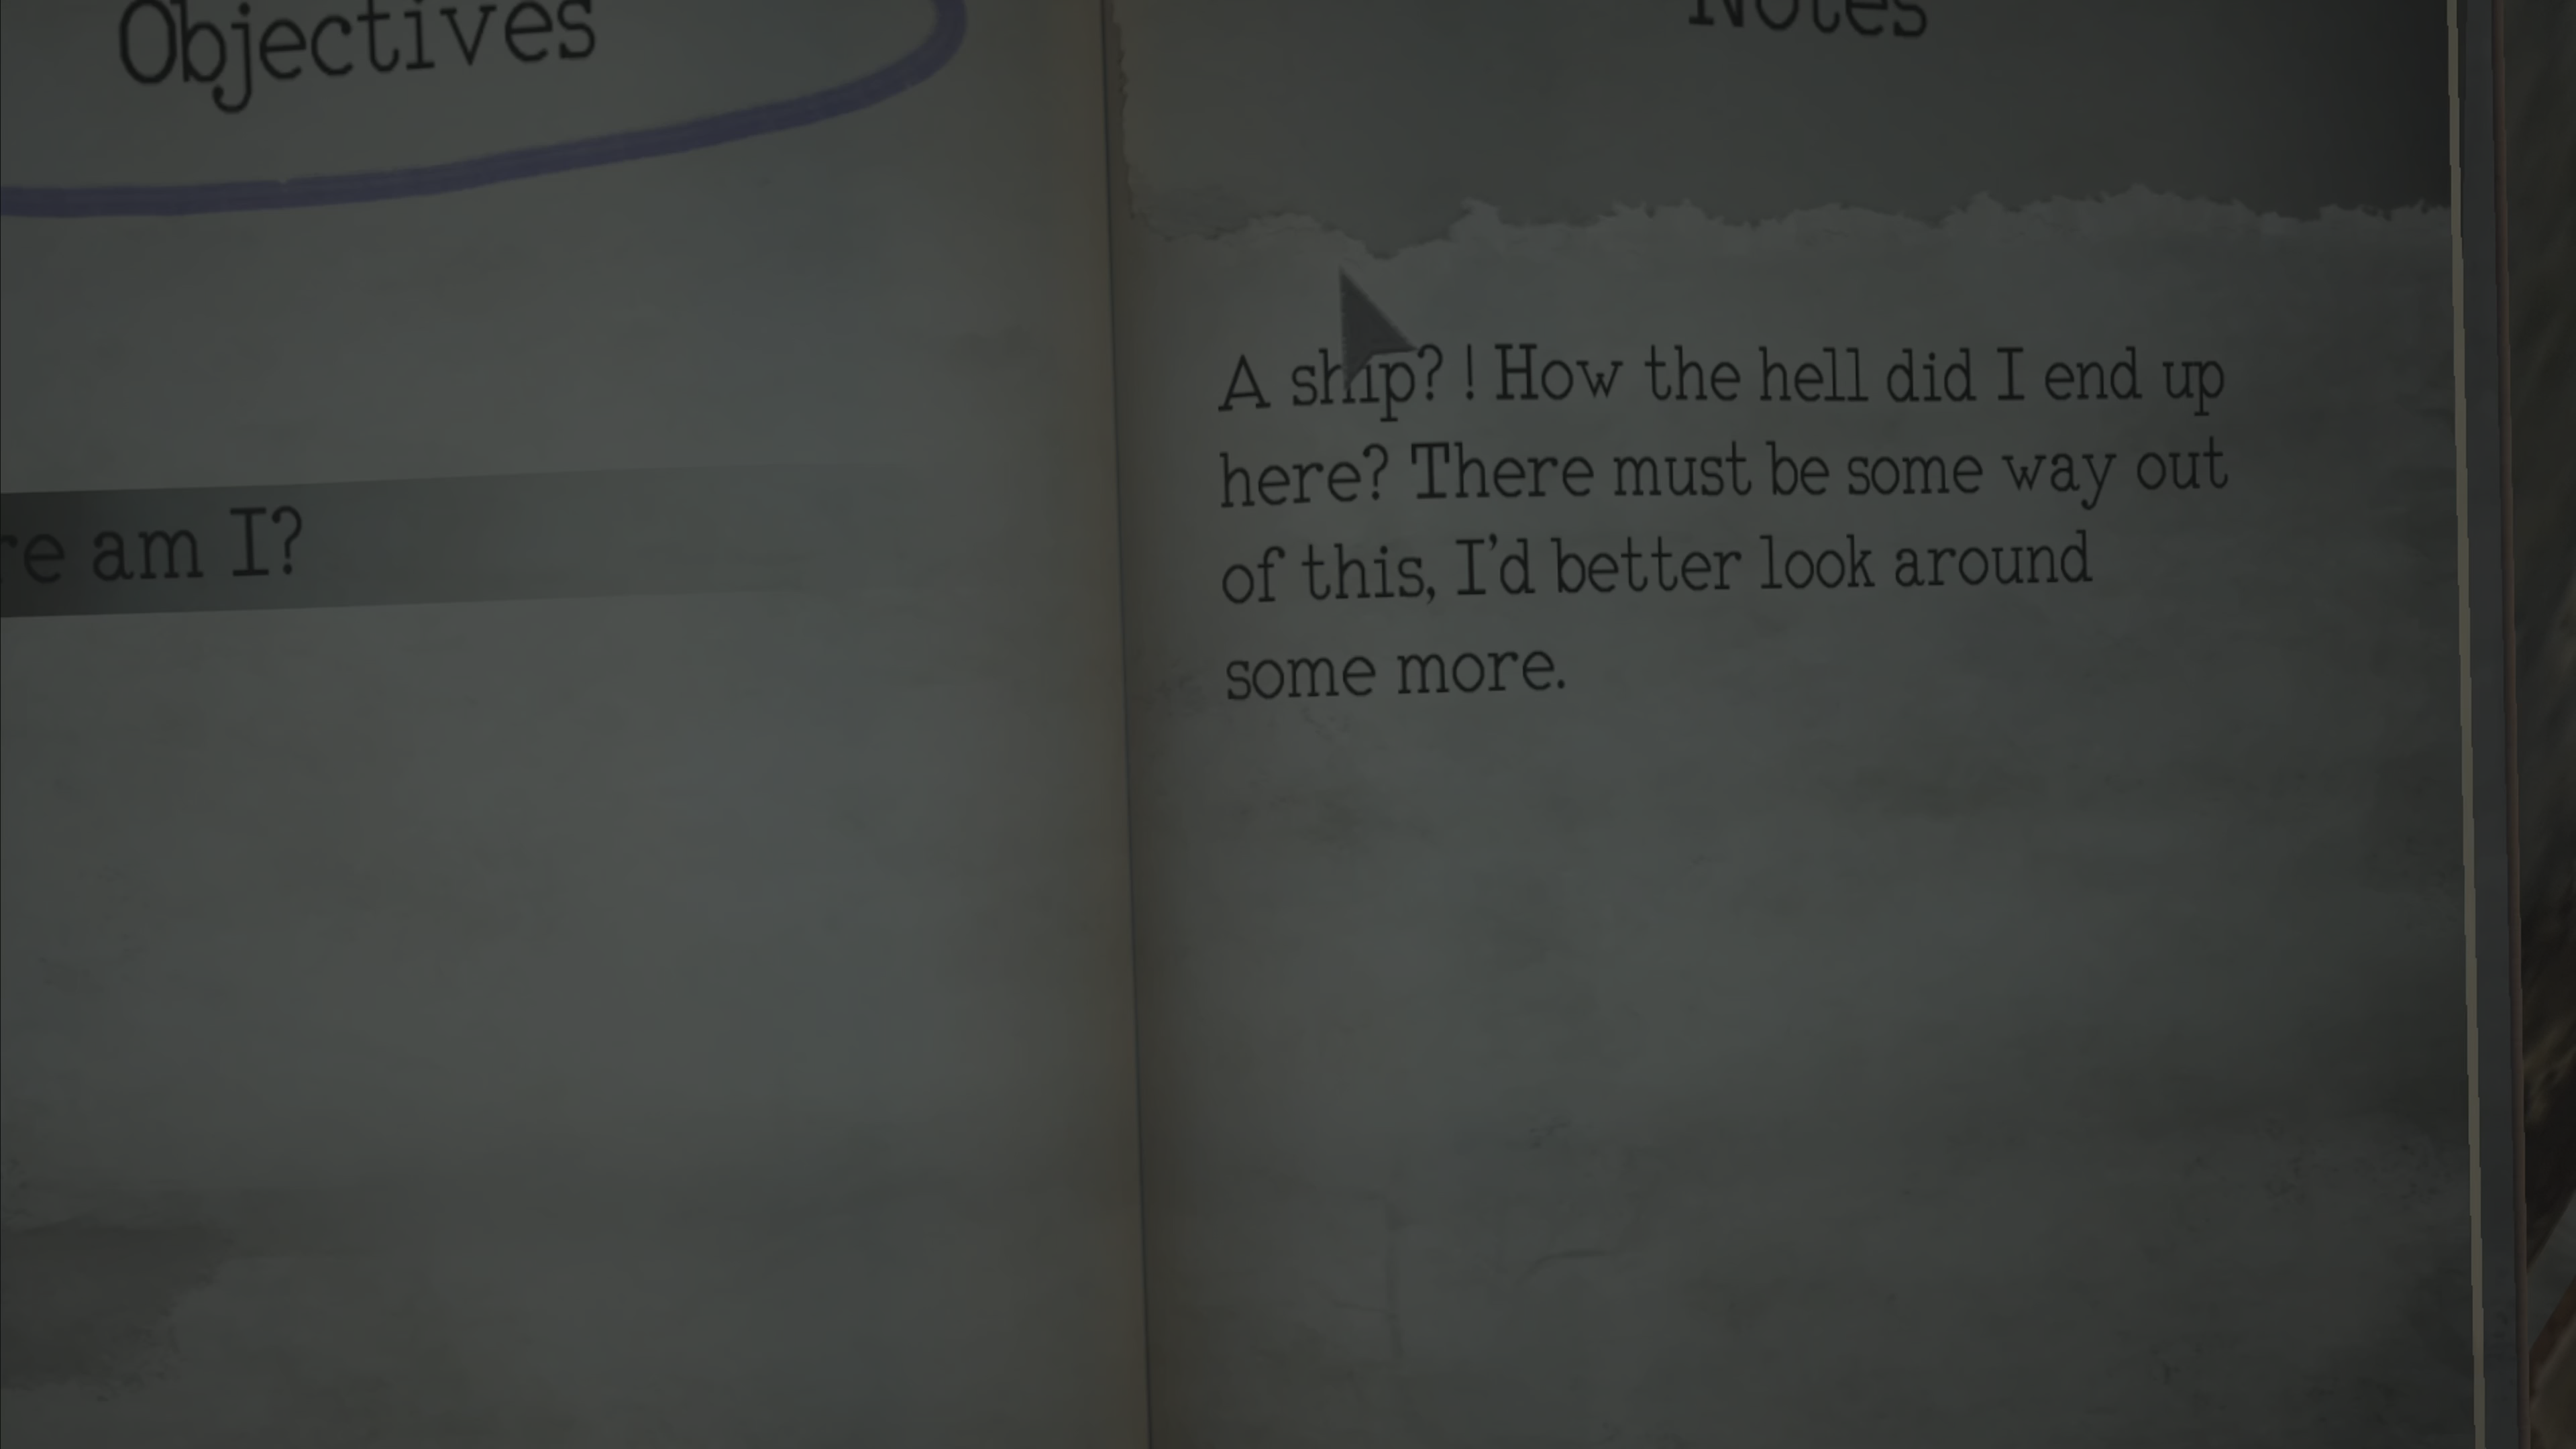 Objectives
re am I?
Notes
A ship?! How the hell did I end up
here? There must be some way out
of this, I'd better look around
some more.